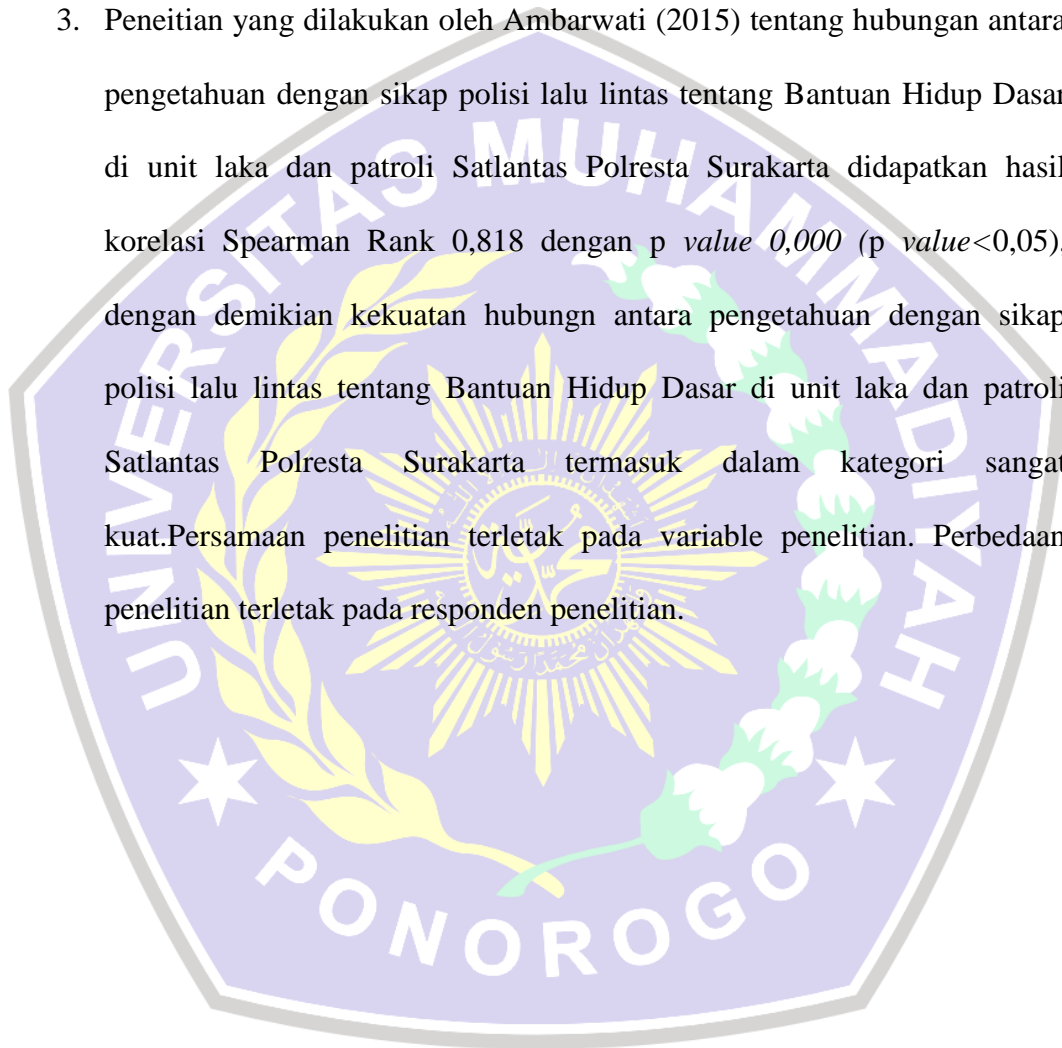 3. Peneitian yang dilakukan oleh Ambarwati (2015) tentang hubungan antara
pengetahuan dengan sikap polisi lalu lintas tentang Bantuan Hidup Dasar
di unit laka dan patroli Satlantas Polresta Surakarta didapatkan hasil
korelasi Spearman Rank 0,818 dengan p value 0,000 (p value<0,05),
dengan demikian kekuatan hubungn antara pengetahuan dengan sikap
polisi lalu lintas tentang Bantuan Hidup Dasar di unit laka dan patroli
Satlantas Polresta Surakarta termasuk dalam kategori sangat
kuat.Persamaan penelitian terletak pada variable penelitian. Perbedaan
penelitian terletak pada responden penelitian.
UNIVERSITAS MUHAMMADIYAH
PONOROGO